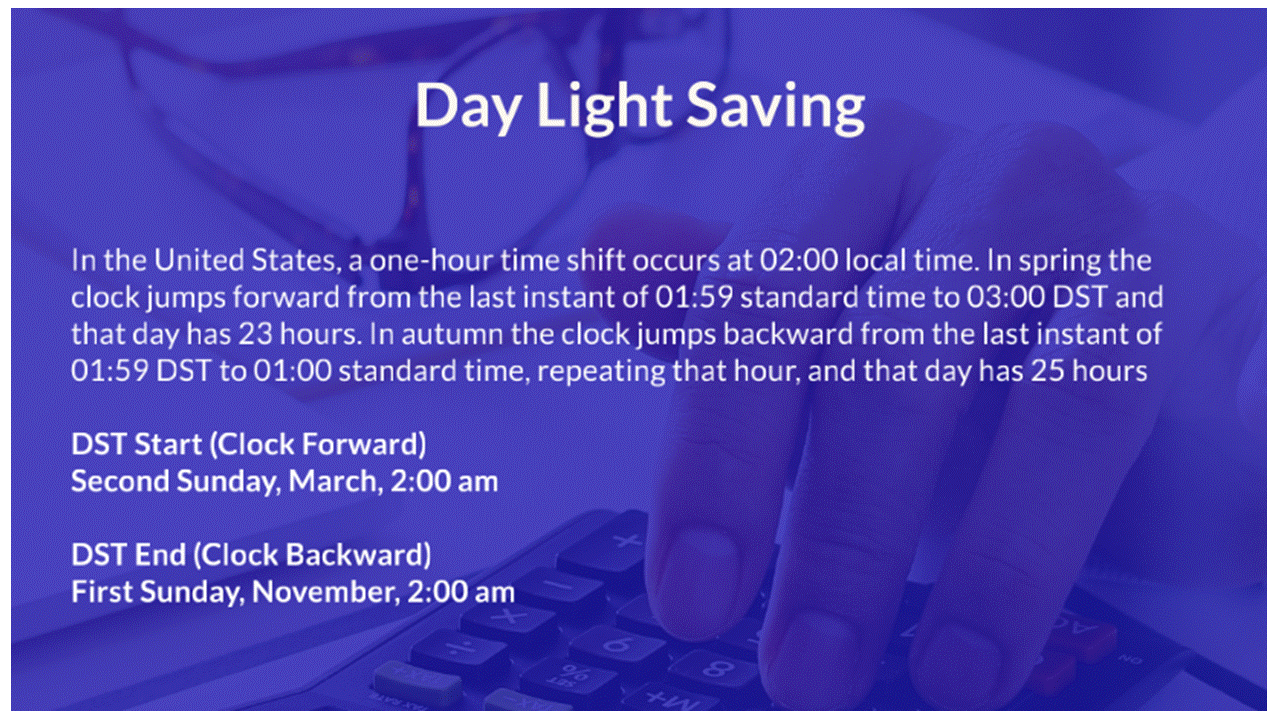 Day Light Saving
In the United States, a one-hour time shift occurs at 02:00 local time. In spring the
clock jumps forward from the last instant of 01:59 standard time to 03:00 DST and
that day has 23 hours. In autumn the clock jumps backward from the last instant of
01:59 DST to 01:00 standard time, repeating that hour, and that day has 25 hours
DST Start (Clock Forward)
Second Sunday, March, 2:00 am
DST End (Clock Backward)
First Sunday, November, 2:00 am
+
−
×
÷
9
8
SET
%
M+
ON